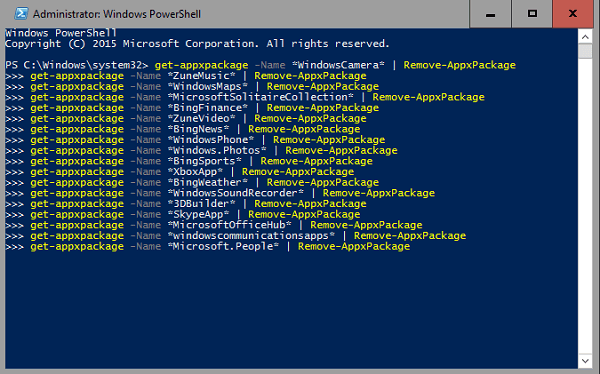 Administrator: Windows PowerShell
Windows PowerShell
Copyright (C) 2015 Microsoft Corporation. All rights reserved.
PS C:\Windows\system32> get-appxpackage -Name *WindowsCamera* | Remove-AppxPackage
>>> get-appxpackage -Name *ZuneMusic* | Remove-AppxPackage
>>> get-appxpackage -Name *WindowsMaps* | Remove-AppxPackage
>>> get-appxpackage -Name *MicrosoftSolitaireCollection* | Remove-AppxPackage
>>> get-appxpackage -Name *BingFinance* | Remove-AppxPackage
>>> get-appxpackage -Name *ZuneVideo* | Remove-AppxPackage
>>> get-appxpackage -Name *BingNews* | Remove-AppxPackage
>>> get-appxpackage -Name *WindowsPhone* | Remove-AppxPackage
>>> get-appxpackage -Name *Windows.Photos* | Remove-AppxPackage
>>> get-appxpackage -Name *BingSports* | Remove-AppxPackage
>>> get-appxpackage -Name *XboxApp* | Remove-AppxPackage
>>> get-appxpackage -Name *BingWeather* | Remove-AppxPackage
>>> get-appxpackage -Name *WindowsSoundRecorder* | Remove-AppxPackage
>>> get-appxpackage -Name *3DBuilder* | Remove-AppxPackage
>>> get-appxpackage -Name *SkypeApp* | Remove-AppxPackage
>>> get-appxpackage -Name *MicrosoftOfficeHub* | Remove-AppxPackage
>>> get-appxpackage -Name *windowscommunicationsapps* | Remove-AppxPackage
>>> get-appxpackage -Name *Microsoft.People* | Remove-AppxPackage